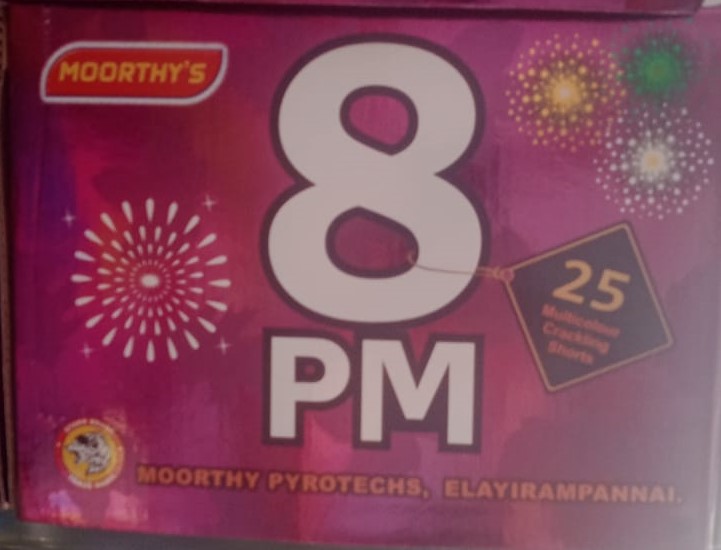 MOORTHY'S
8
PM
25
Multicolour
Crackling
Shorts
MOORTHY PYROTECHS, ELAYIRAMPANNAI.